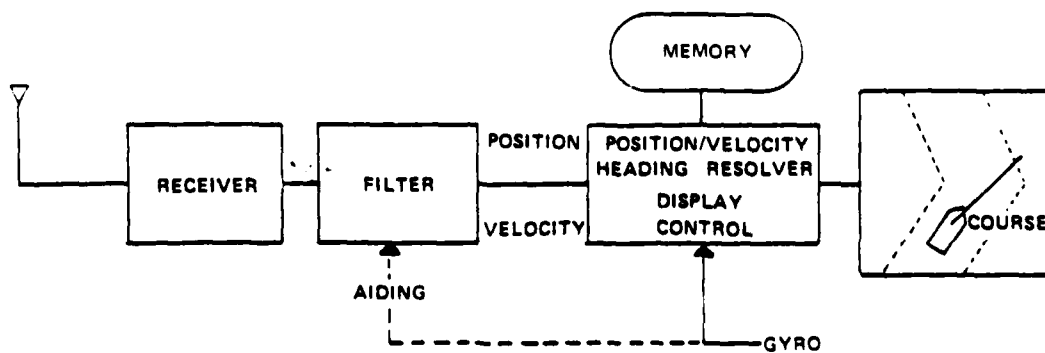 MEMORY
RECEIVER
FILTER
POSITION
VELOCITY
POSITION/VELOCITY
HEADING RESOLVER
DISPLAY
CONTROL
COURSE
AIDING
GYRO